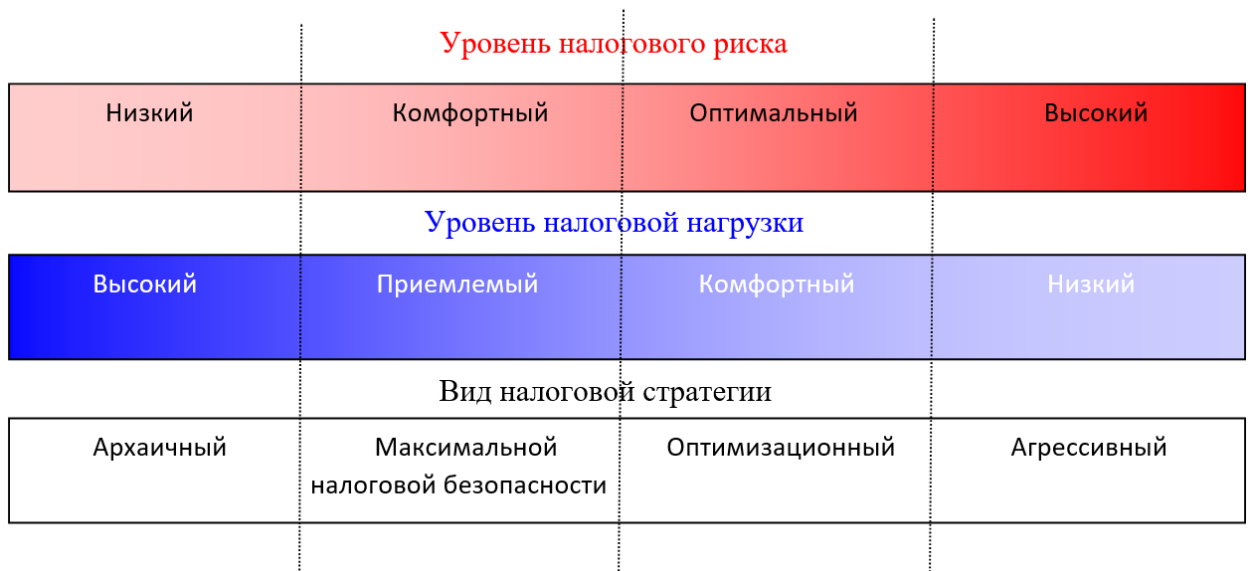 Уровень налогового риска
Низкий Комфортный Оптимальный Высокий
Уровень налоговой нагрузки
Высокий Приемлемый Комфортный Низкий
Вид налоговой стратегии
Архаичный Максимальной Оптимизационный Агрессивный
налоговой безопасности